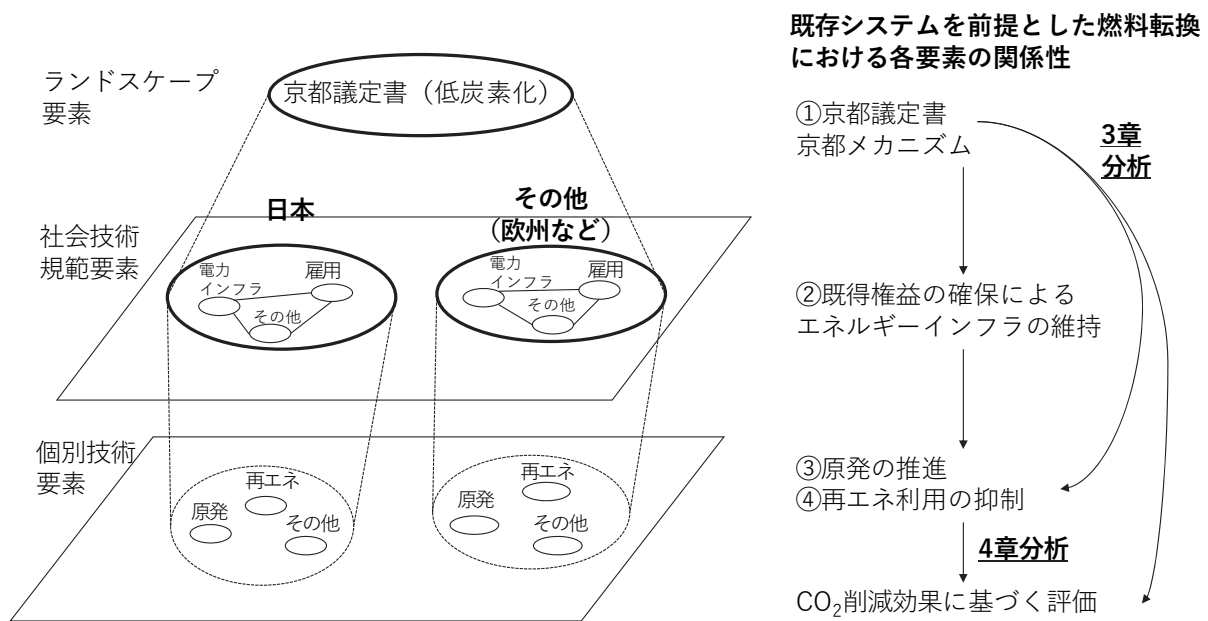 ランドスケープ
要素
京都議定書（低炭素化）
社会技術
規範要素
日本
電力
インフラ
雇用
その他
その他
（欧州など）
電力
インフラ
雇用
その他
個別技術
要素
再エネ
原発
その他
再エネ
原発
その他
既存システムを前提とした燃料転換
における各要素の関係性
①京都議定書
京都メカニズム
3章
分析
②既得権益の確保による
エネルギーインフラの維持
③原発の推進
④再エネ利用の抑制
4章分析
CO₂削減効果に基づく評価